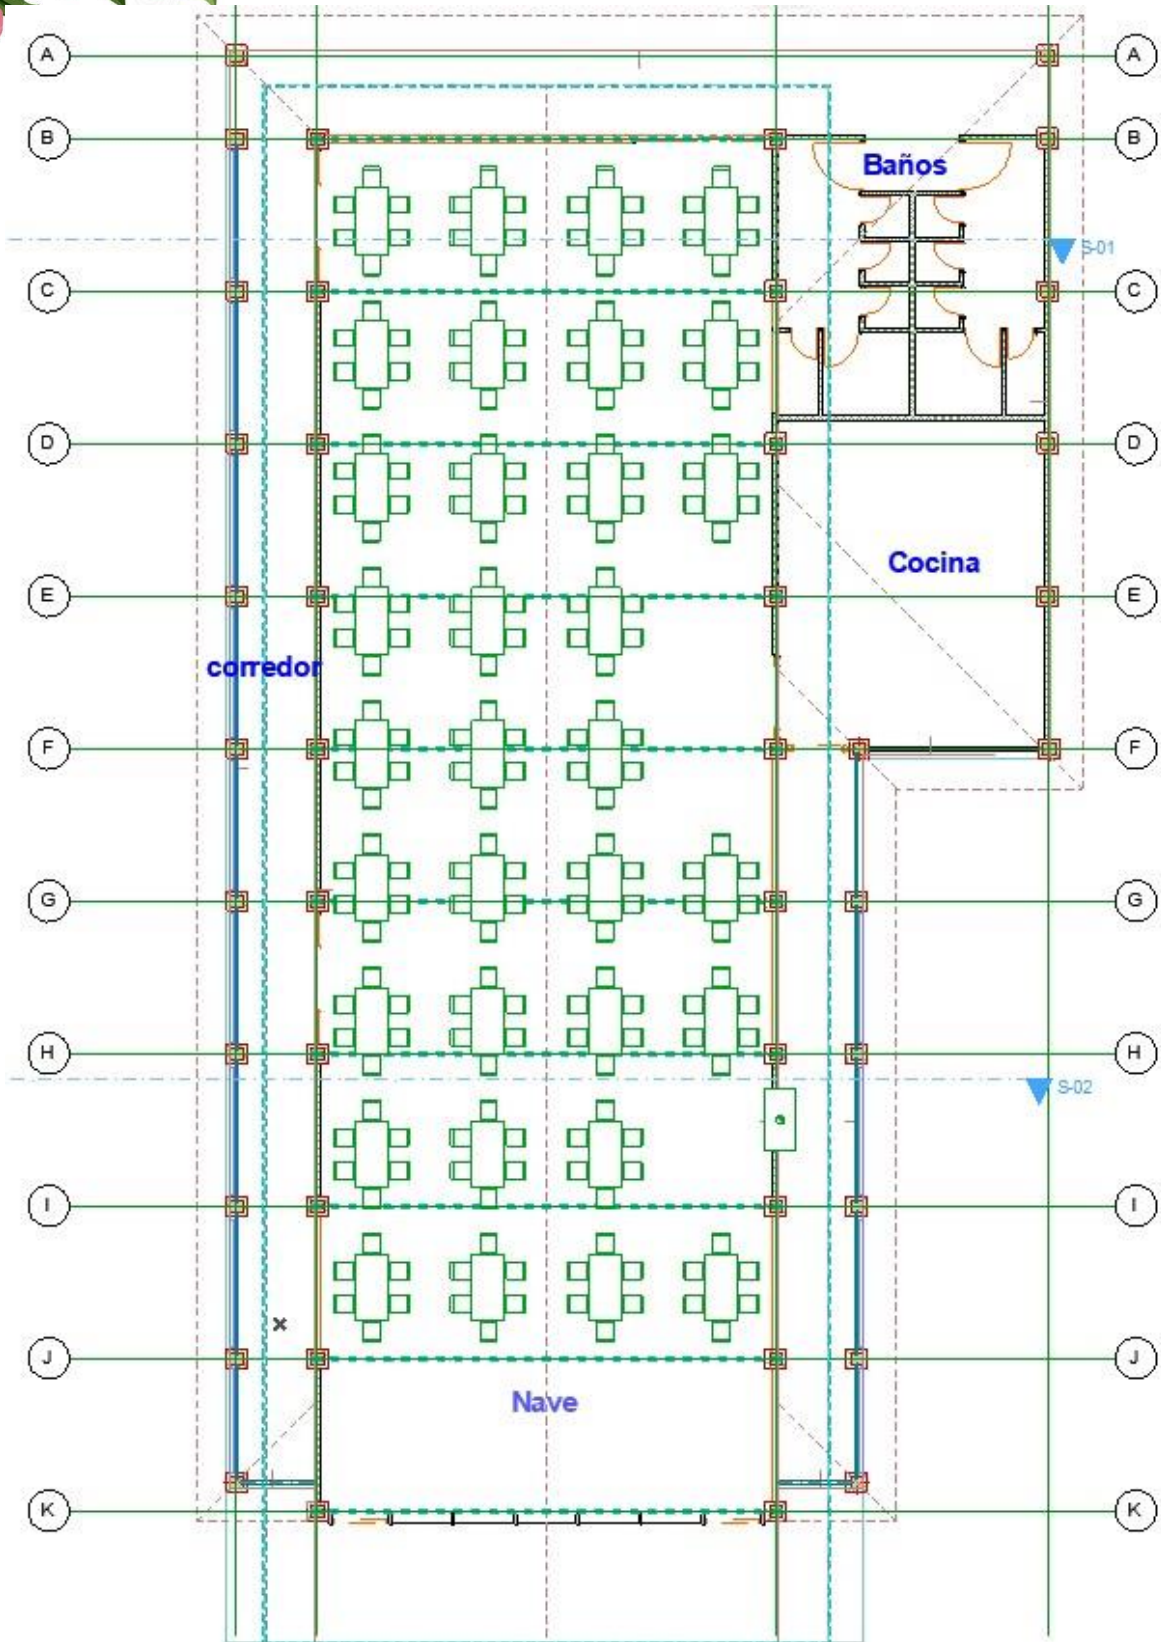 A A
B B
Baños
S-01
C C
D D
Cocina
E E
corredor
F F
G G
H H
S-02
I I
J J
Nave
K K